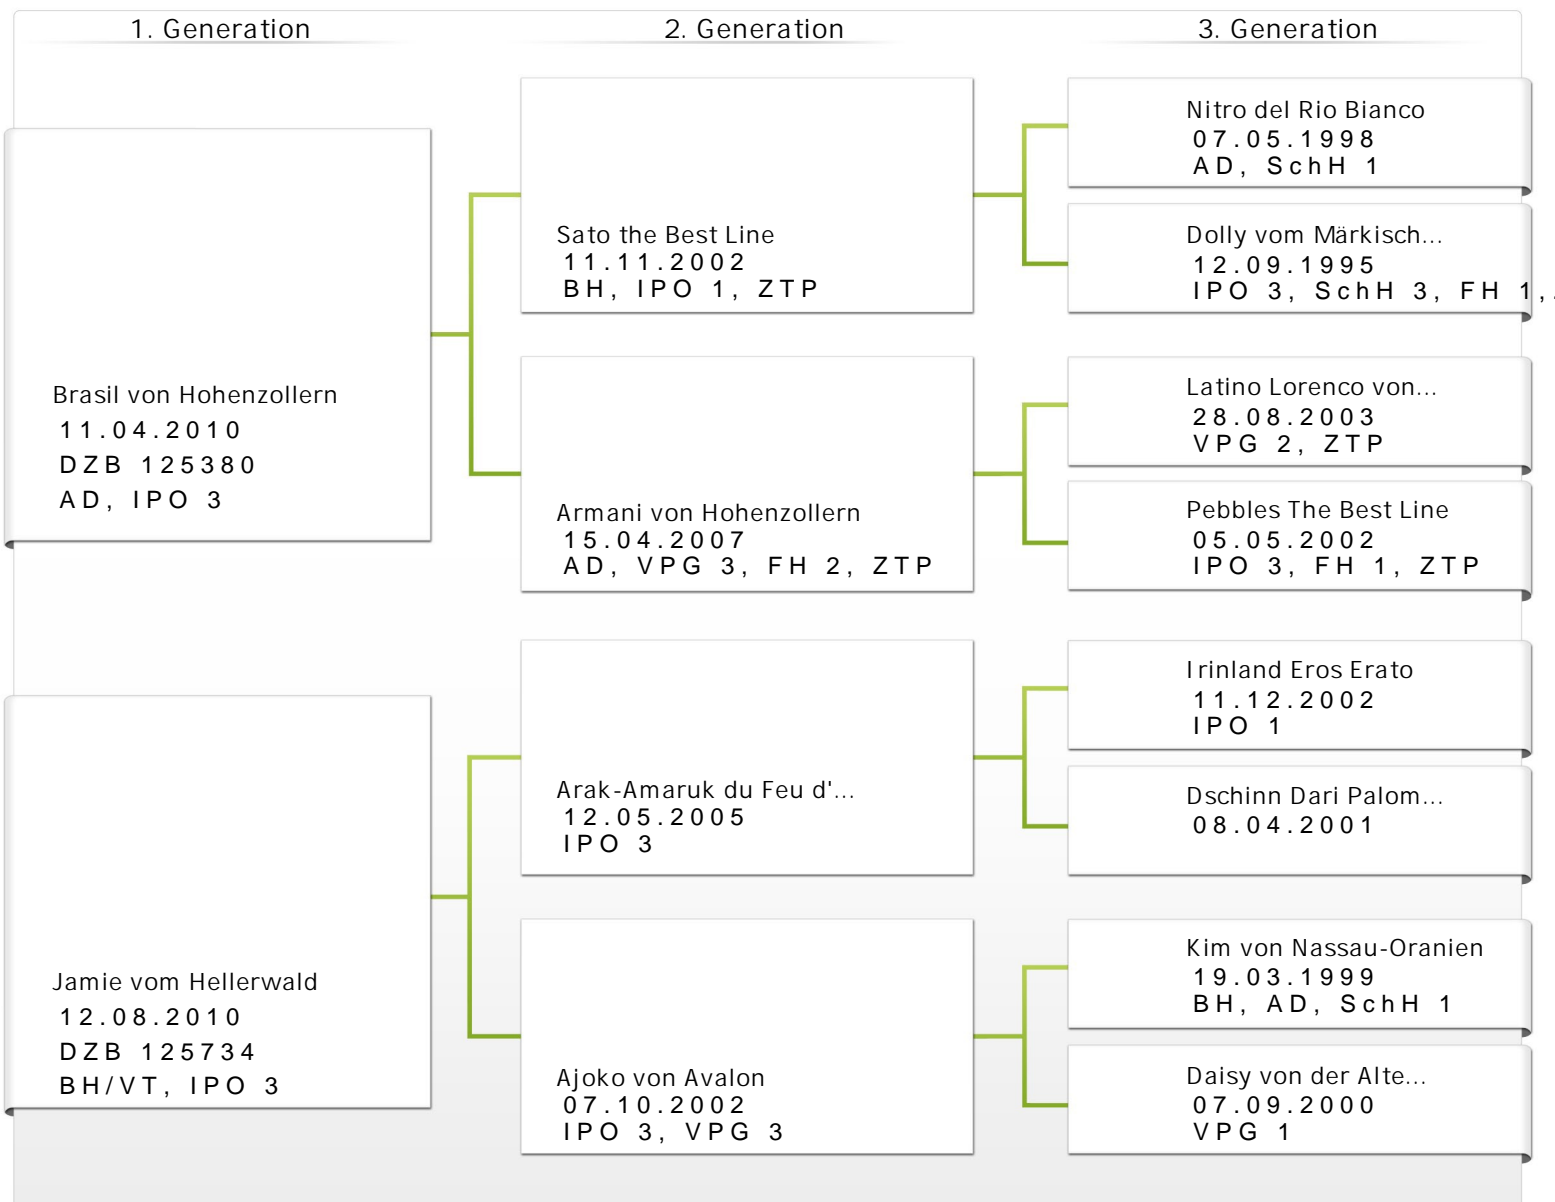 1. Generation
2. Generation
3. Generation
Brasil von Hohenzollern
11.04.2010
DZB 125380
AD, IPO 3
Sato the Best Line
11.11.2002
BH, IPO 1, ZTP
Nitro del Rio Bianco
07.05.1998
AD, SchH 1
Dolly vom Märkisch...
12.09.1995
IPO 3, SchH 3, FH 1,.
Armani von Hohenzollern
15.04.2007
AD, VPG 3, FH 2, ZTP
Latino Lorenco von...
28.08.2003
VPG 2, ZTP
Pebbles The Best Line
05.05.2002
IPO 3, FH 1, ZTP
Jamie vom Hellerwald
12.08.2010
DZB 125734
BH/VT, IPO 3
Arak-Amaruk du Feu d'...
12.05.2005
IPO 3
Irinland Eros Erato
11.12.2002
IPO 1
Dschinn Dari Palom...
08.04.2001
Ajoko von Avalon
07.10.2002
IPO 3, VPG 3
Kim von Nassau-Oranien
19.03.1999
BH, AD, SchH 1
Daisy von der Alte...
07.09.2000
VPG 1